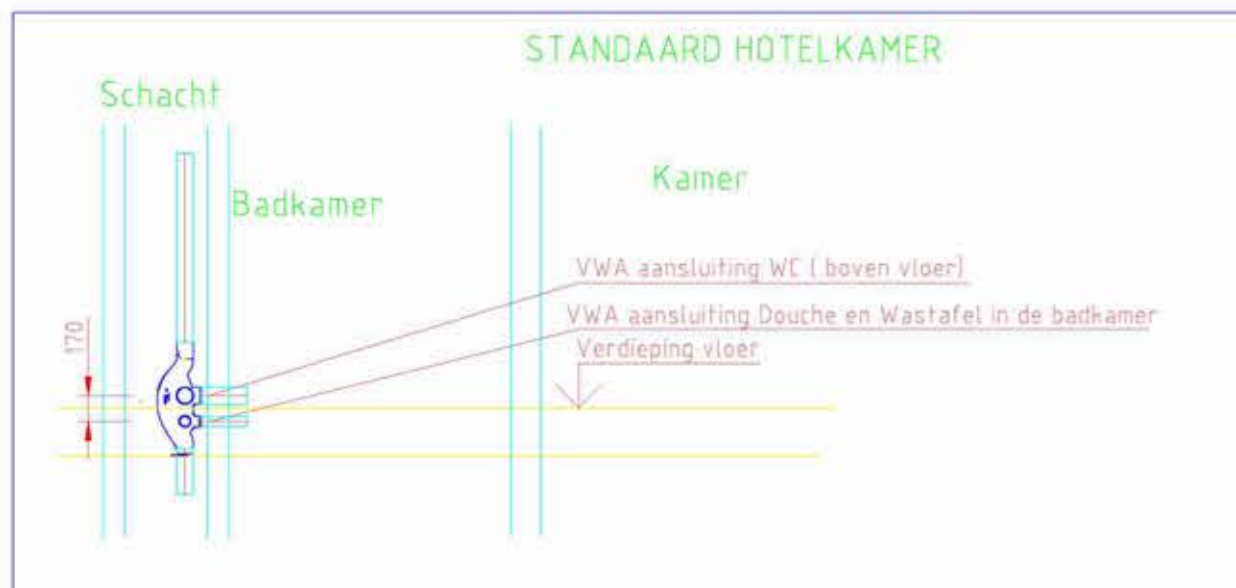 STANDAARD HOTELKAMER
Schacht
Kamer
Badkamer
VWA aansluiting WC ( boven vloer)
VWA aansluiting Douche en Wastafel in de badkamer
170
Verdieping vloer